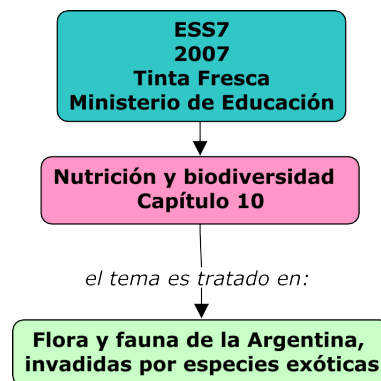 ESS7
2007
Tinta Fresca
Ministerio de Educación
Nutrición y biodiversidad
Capítulo 10
el tema es tratado en:
Flora y fauna de la Argentina,
invadidas por especies exóticas